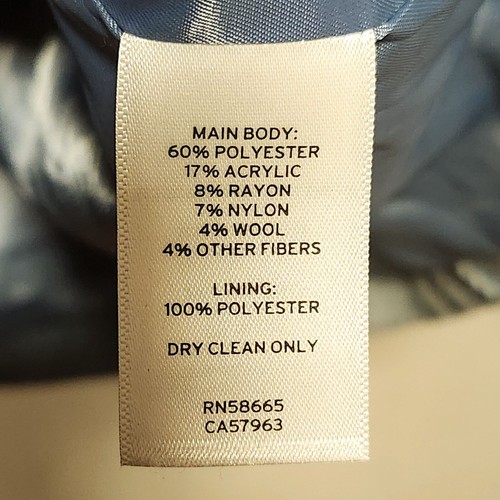 MAIN BODY:
60% POLYESTER
17% ACRYLIC
8% RAYON
7% NYLON
4% WOOL
4% OTHER FIBERS
LINING:
100% POLYESTER
DRY CLEAN ONLY
RN58665
CA57963